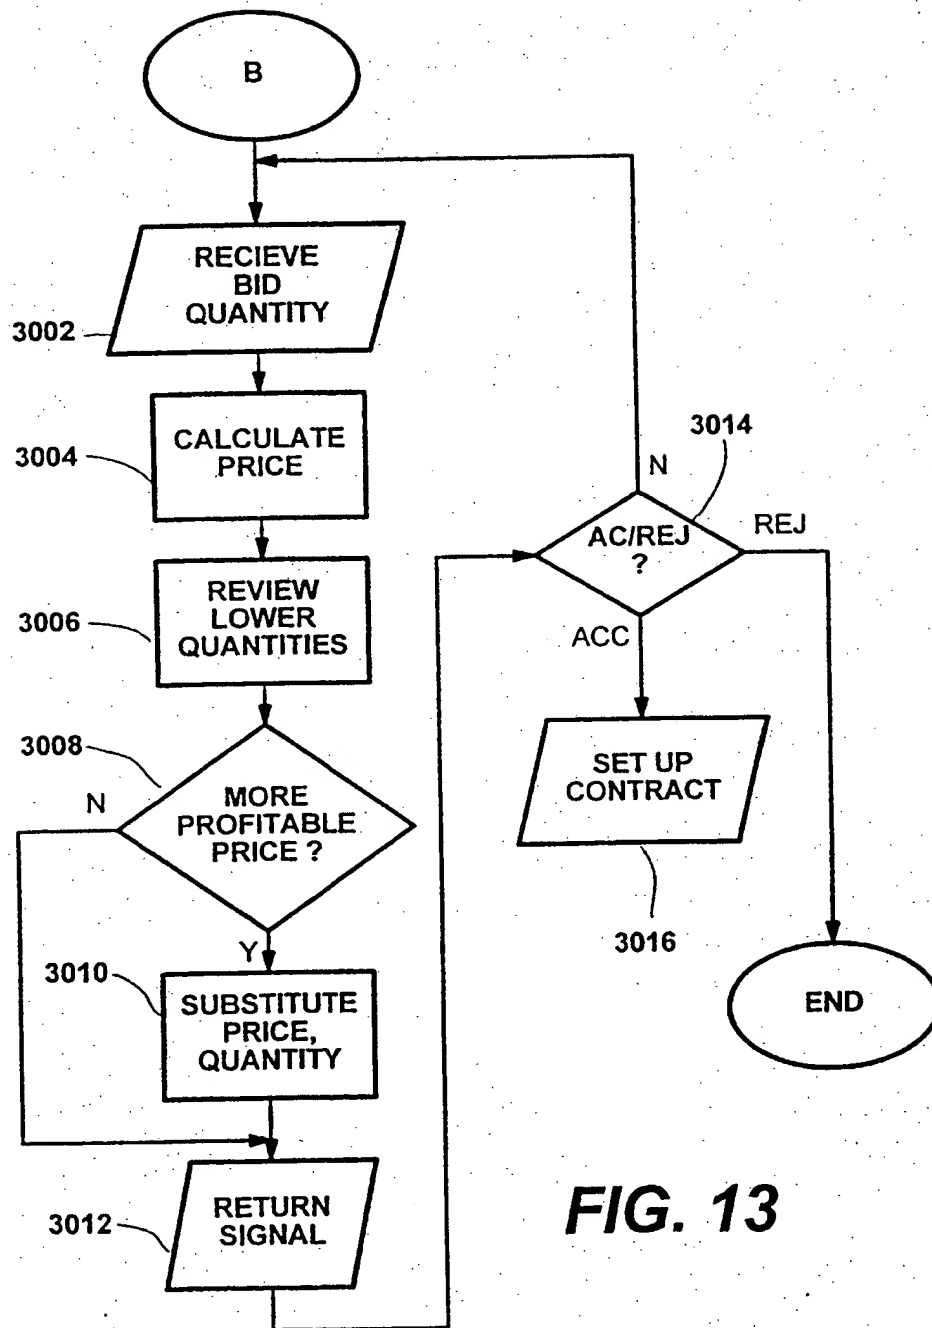 B
RECIEVE
BID
QUANTITY
3002
CALCULATE
PRICE
3004
REVIEW
LOWER
QUANTITIES
3006
3008
N
MORE
PROFITABLE
PRICE ?
Y
3010
SUBSTITUTE
PRICE,
QUANTITY
3012
RETURN
SIGNAL
3014
N
AC/REJ
?
REJ
ACC
SET UP
CONTRACT
3016
END
FIG. 13